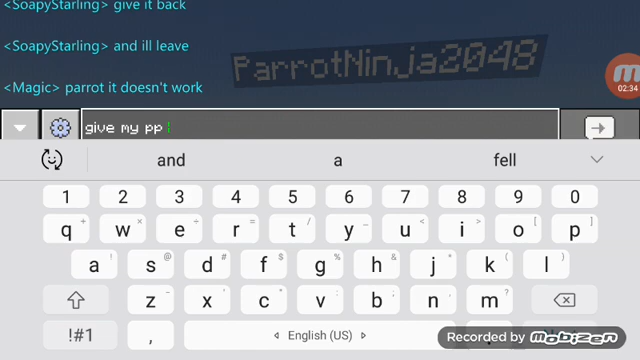 <SoapyStarling> give it back
<SoapyStarling> and ill leave
ParrotNinja2048
<Magic> parrot it doesn't work
02:34
give my pp
and a fell
1 2 3 4 5 6 7 8 9 0
q w e r t y u i o p
a s d f g h j k l
z x c v b n m
!#1 , English (US)
Recorded by mobizen